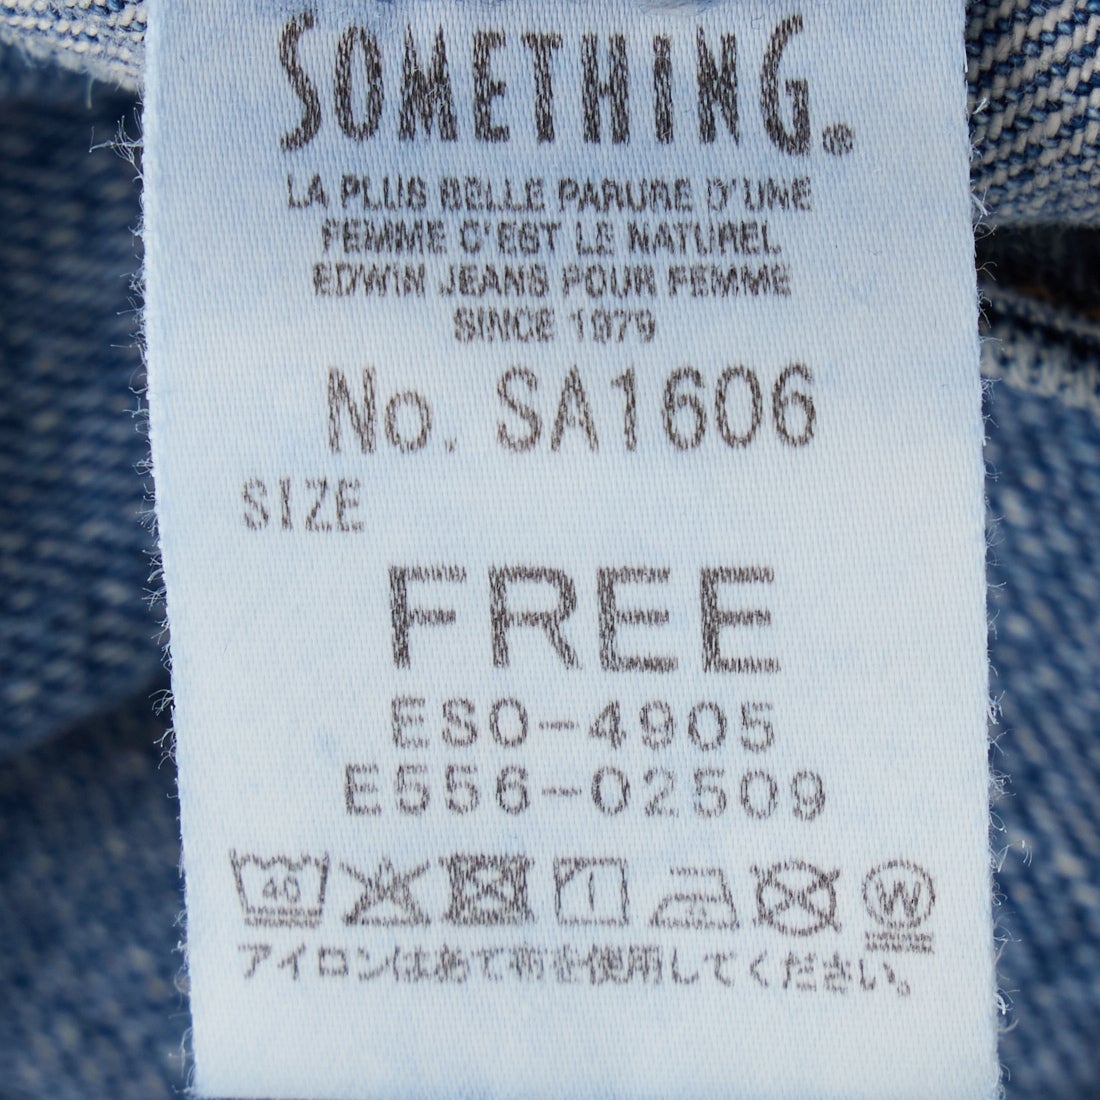 SOMETHING®
LA PLUS BELLE PARURE D'UNE
FEMME C'EST LE NATUREL
EDWIN JEANS POUR FEMME
SINCE 1979
No. SA1606
SIZE
FREE
ESO-4905
E556-02509
40 W
アイロンはあて布を使用してください。